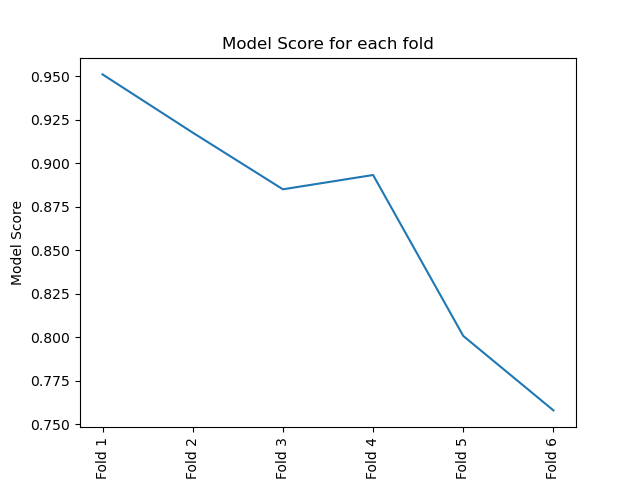 Model Score for each fold
Model Score
0.950
0.925
0.900
0.875
0.850
0.825
0.800
0.775
0.750
Fold 1
Fold 2
Fold 3
Fold 4
Fold 5
Fold 6